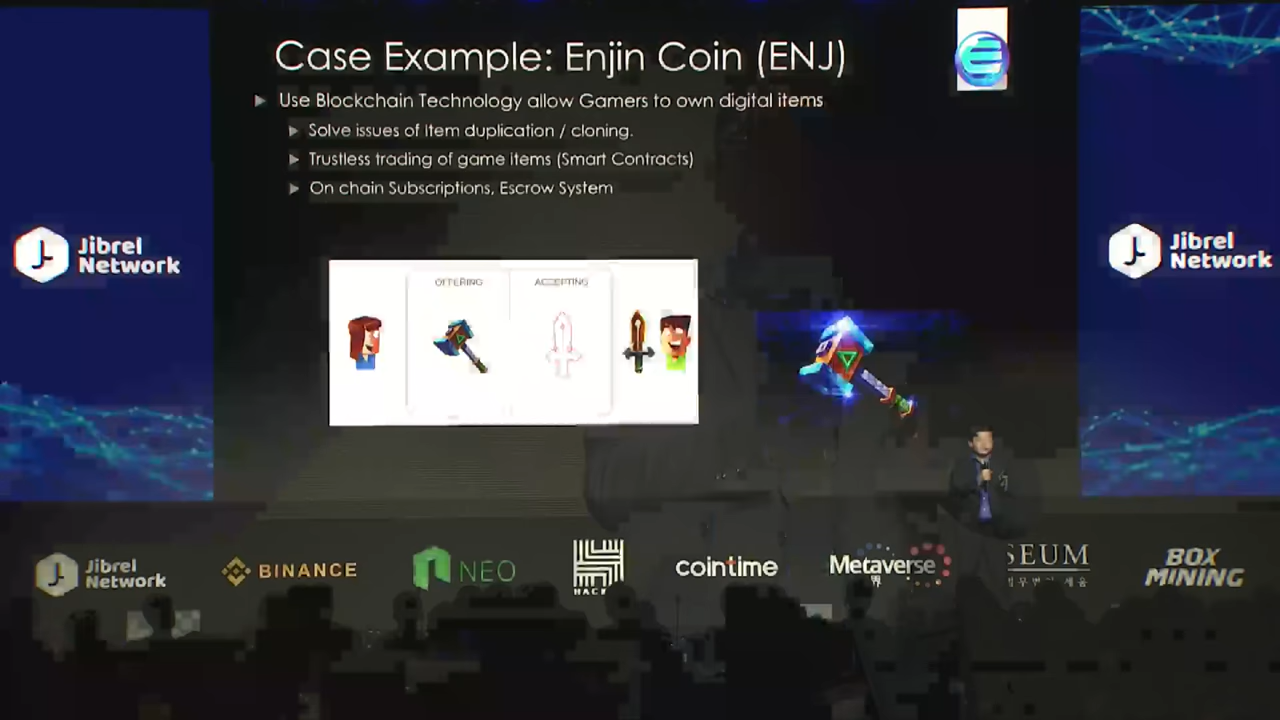 Case Example: Enjin Coin (ENJ)
Use Blockchain Technology allow Gamers to own digital items
Solve issues of Item duplication / cloning.
Trustless trading of game items (Smart Contracts)
On chain Subscriptions, Escrow System
OFFERING
ACCEPTING
Jibrel
Network
Jibrel
Network
Jibrel
Network
BINANCE
NEO
HACK
cointime
Metaverse
界
SEUM
BOX
MINING